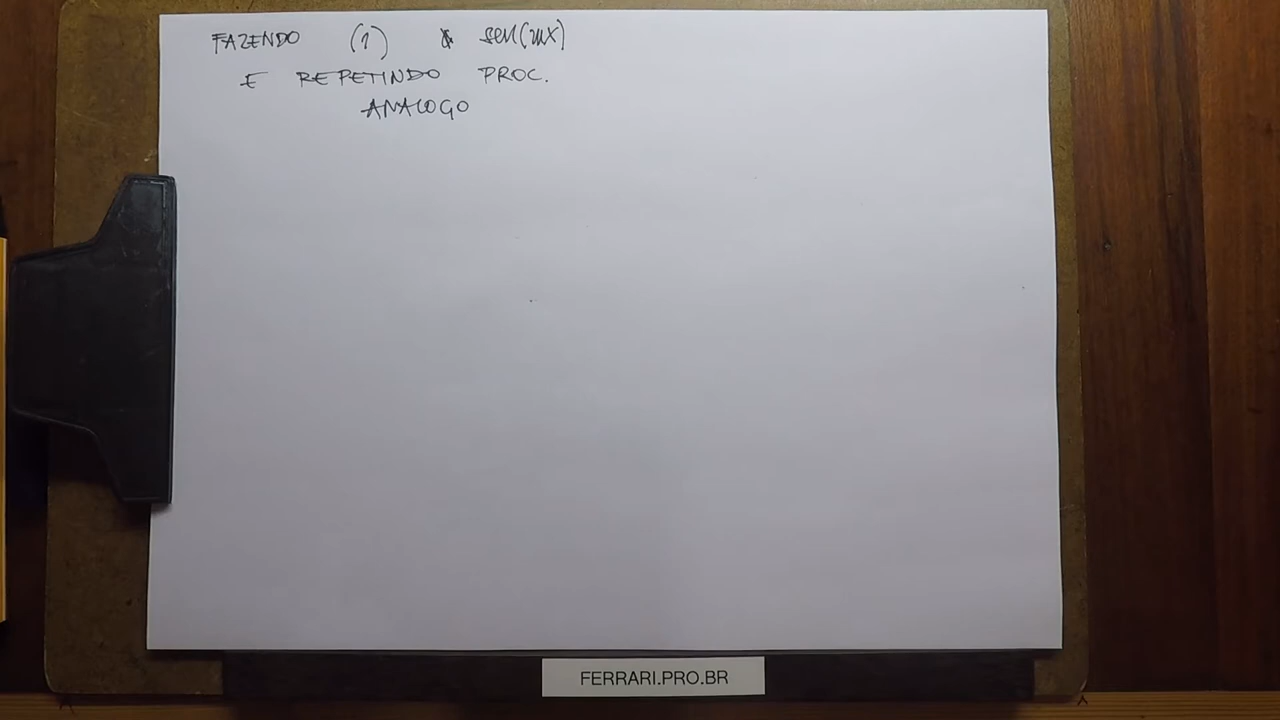 FAZENDO (1) * sen(mx)
E REPETINDO PROC.
ANALOGO
FERRARI.PRO.BR